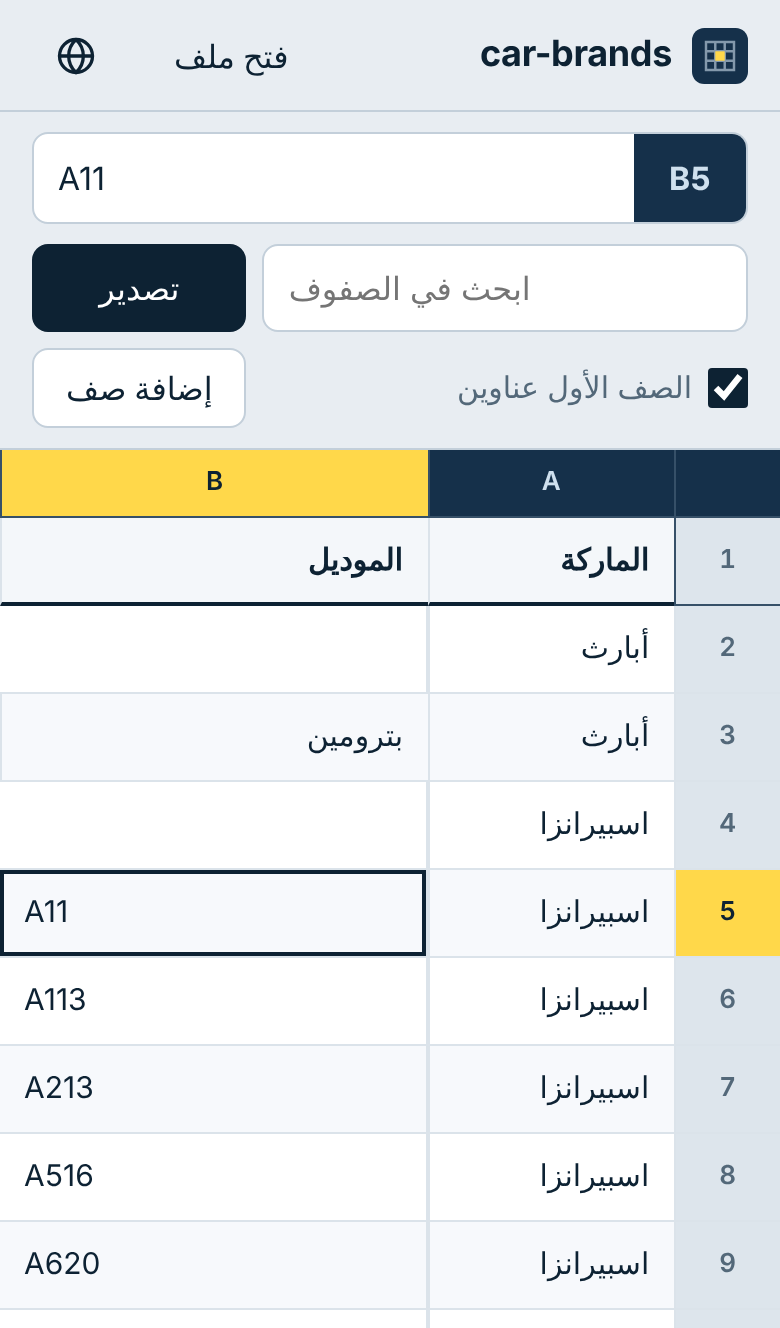 car-brands فتح ملف
B5 A11
ابحث في الصفوف تصدير
الصف الأول عناوين إضافة صف
A B
1 الماركة الموديل
2 أبارث
3 أبارث بترومين
4 اسبيرانزا
5 اسبيرانزا A11
6 اسبيرانزا A113
7 اسبيرانزا A213
8 اسبيرانزا A516
9 اسبيرانزا A620